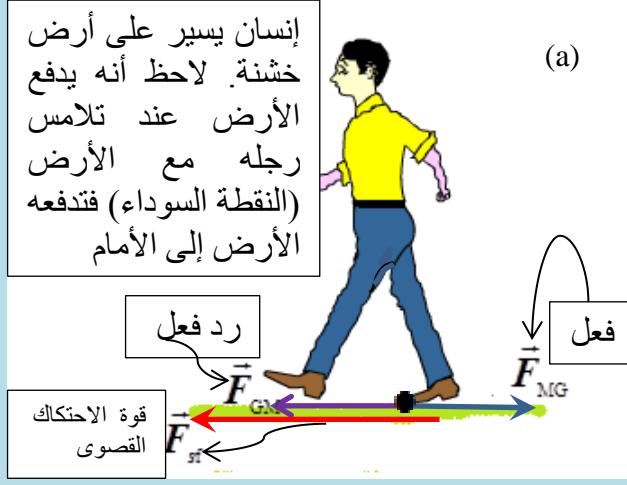 إنسان يسير على أرض
خشنة. لاحظ أنه يدفع
الأرض عند تلامس
رجله مع الأرض
(النقطة السوداء) فتدفعه
الأرض إلى الأمام
(a)
رد فعل
فعل
F GM
F MG
قوة الاحتكاك
القصوى
F sf